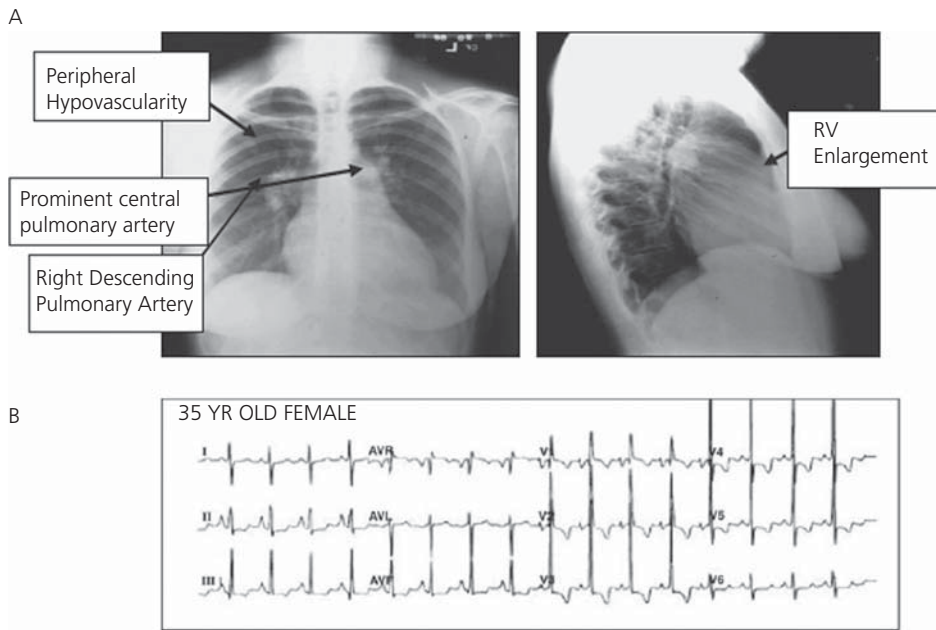 A
Peripheral
Hypovascularity
Prominent central
pulmonary artery
Right Descending
Pulmonary Artery
RV
Enlargement
B
35 YR OLD FEMALE
I
AVR
V1
V4
II
AVL
V2
V5
III
AVF
V3
V6